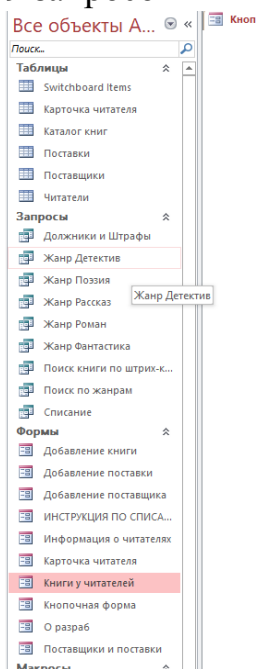 Все объекты A...
Кноп
Поиск...
Таблицы
Switchboard Items
Карточка читателя
Каталог книг
Поставки
Поставщики
Читатели
Запросы
Должники и Штрафы
Жанр Детектив
Жанр Поэзия
Жанр Рассказ
Жанр Детектив
Жанр Роман
Жанр Фантастика
Поиск книги по штрих-к...
Поиск по жанрам
Списание
Формы
Добавление книги
Добавление поставки
Добавление поставщика
ИНСТРУКЦИЯ ПО СПИСА...
Информация о читателях
Карточка читателя
Книги у читателей
Кнопочная форма
О разраб
Поставщики и поставки
Макросы